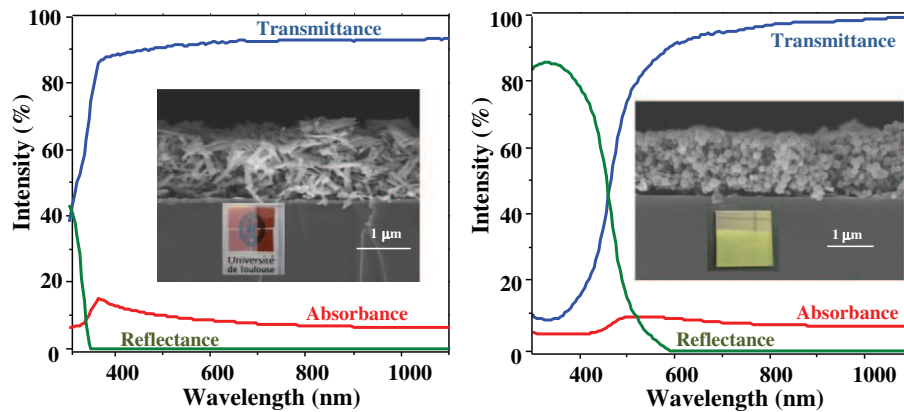 100
80
60
40
20
0
Intensity (%)
Transmittance
1 μm
Université
de Toulouse
Absorbance
Reflectance
400
600
800
1000
Wavelength (nm)
100
80
60
40
20
0
Intensity (%)
Transmittance
1 μm
Absorbance
Reflectance
400
600
800
1000
Wavelength (nm)